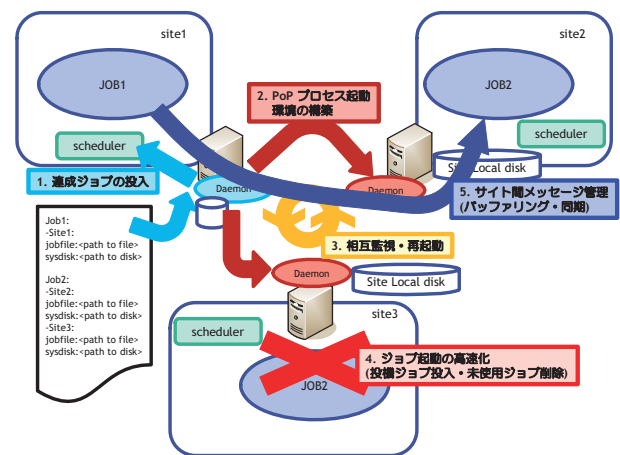 site1
JOB1
scheduler
site2
JOB2
scheduler
2. PoP プロセス起動
環境の構築
1. 連成ジョブの投入
Daemon
Daemon
Site Local disk
5. サイト間メッセージ管理
(バッファリング・同期)
Job1:
-Site1:
jobfile:<path to file>
sysdisk:<path to disk>
Job2:
-Site2:
jobfile:<path to file>
sysdisk:<path to disk>
-Site3:
jobfile:<path to file>
sysdisk:<path to disk>
3. 相互監視・再起動
Daemon
Site Local disk
site3
scheduler
4. ジョブ起動の高速化
(投機ジョブ投入・未使用ジョブ削除)
JOB2